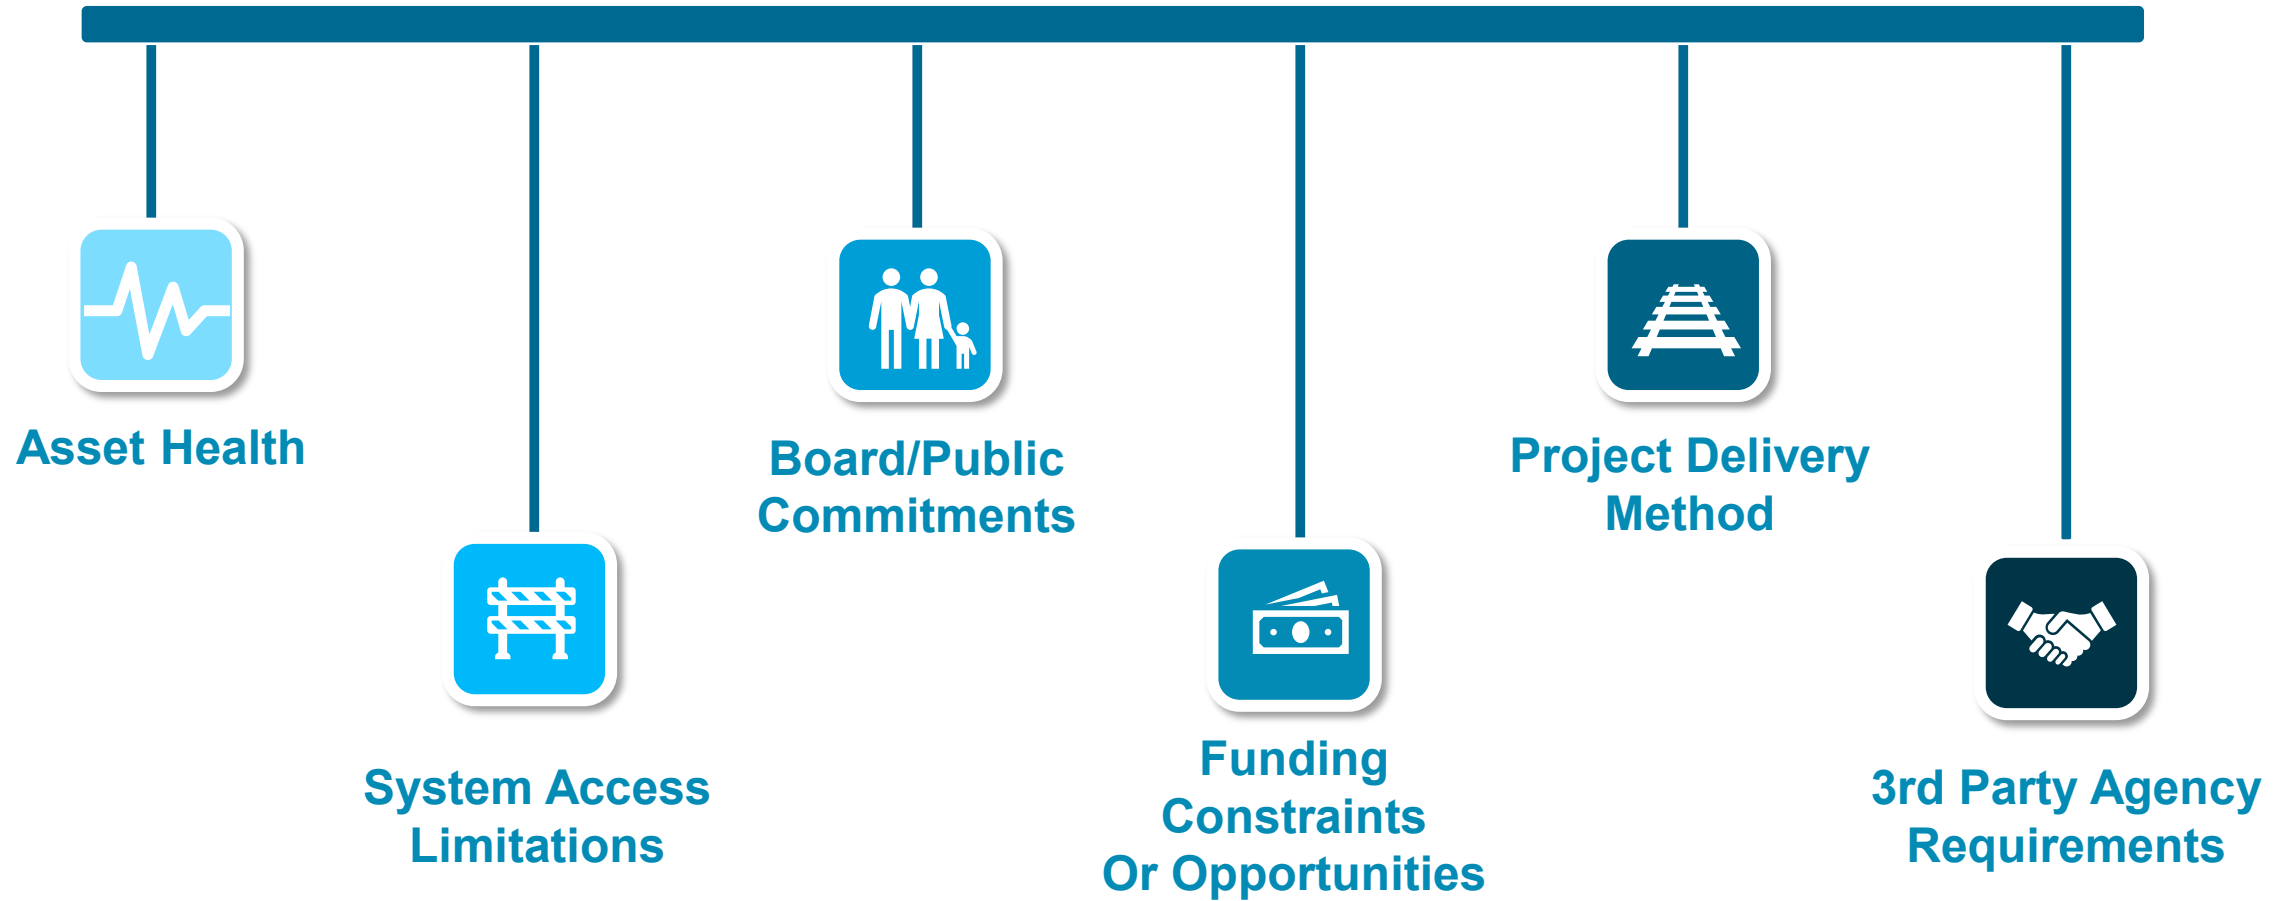 Asset Health
System Access
Limitations
Board/Public
Commitments
Funding
Constraints
Or Opportunities
Project Delivery
Method
3rd Party Agency
Requirements